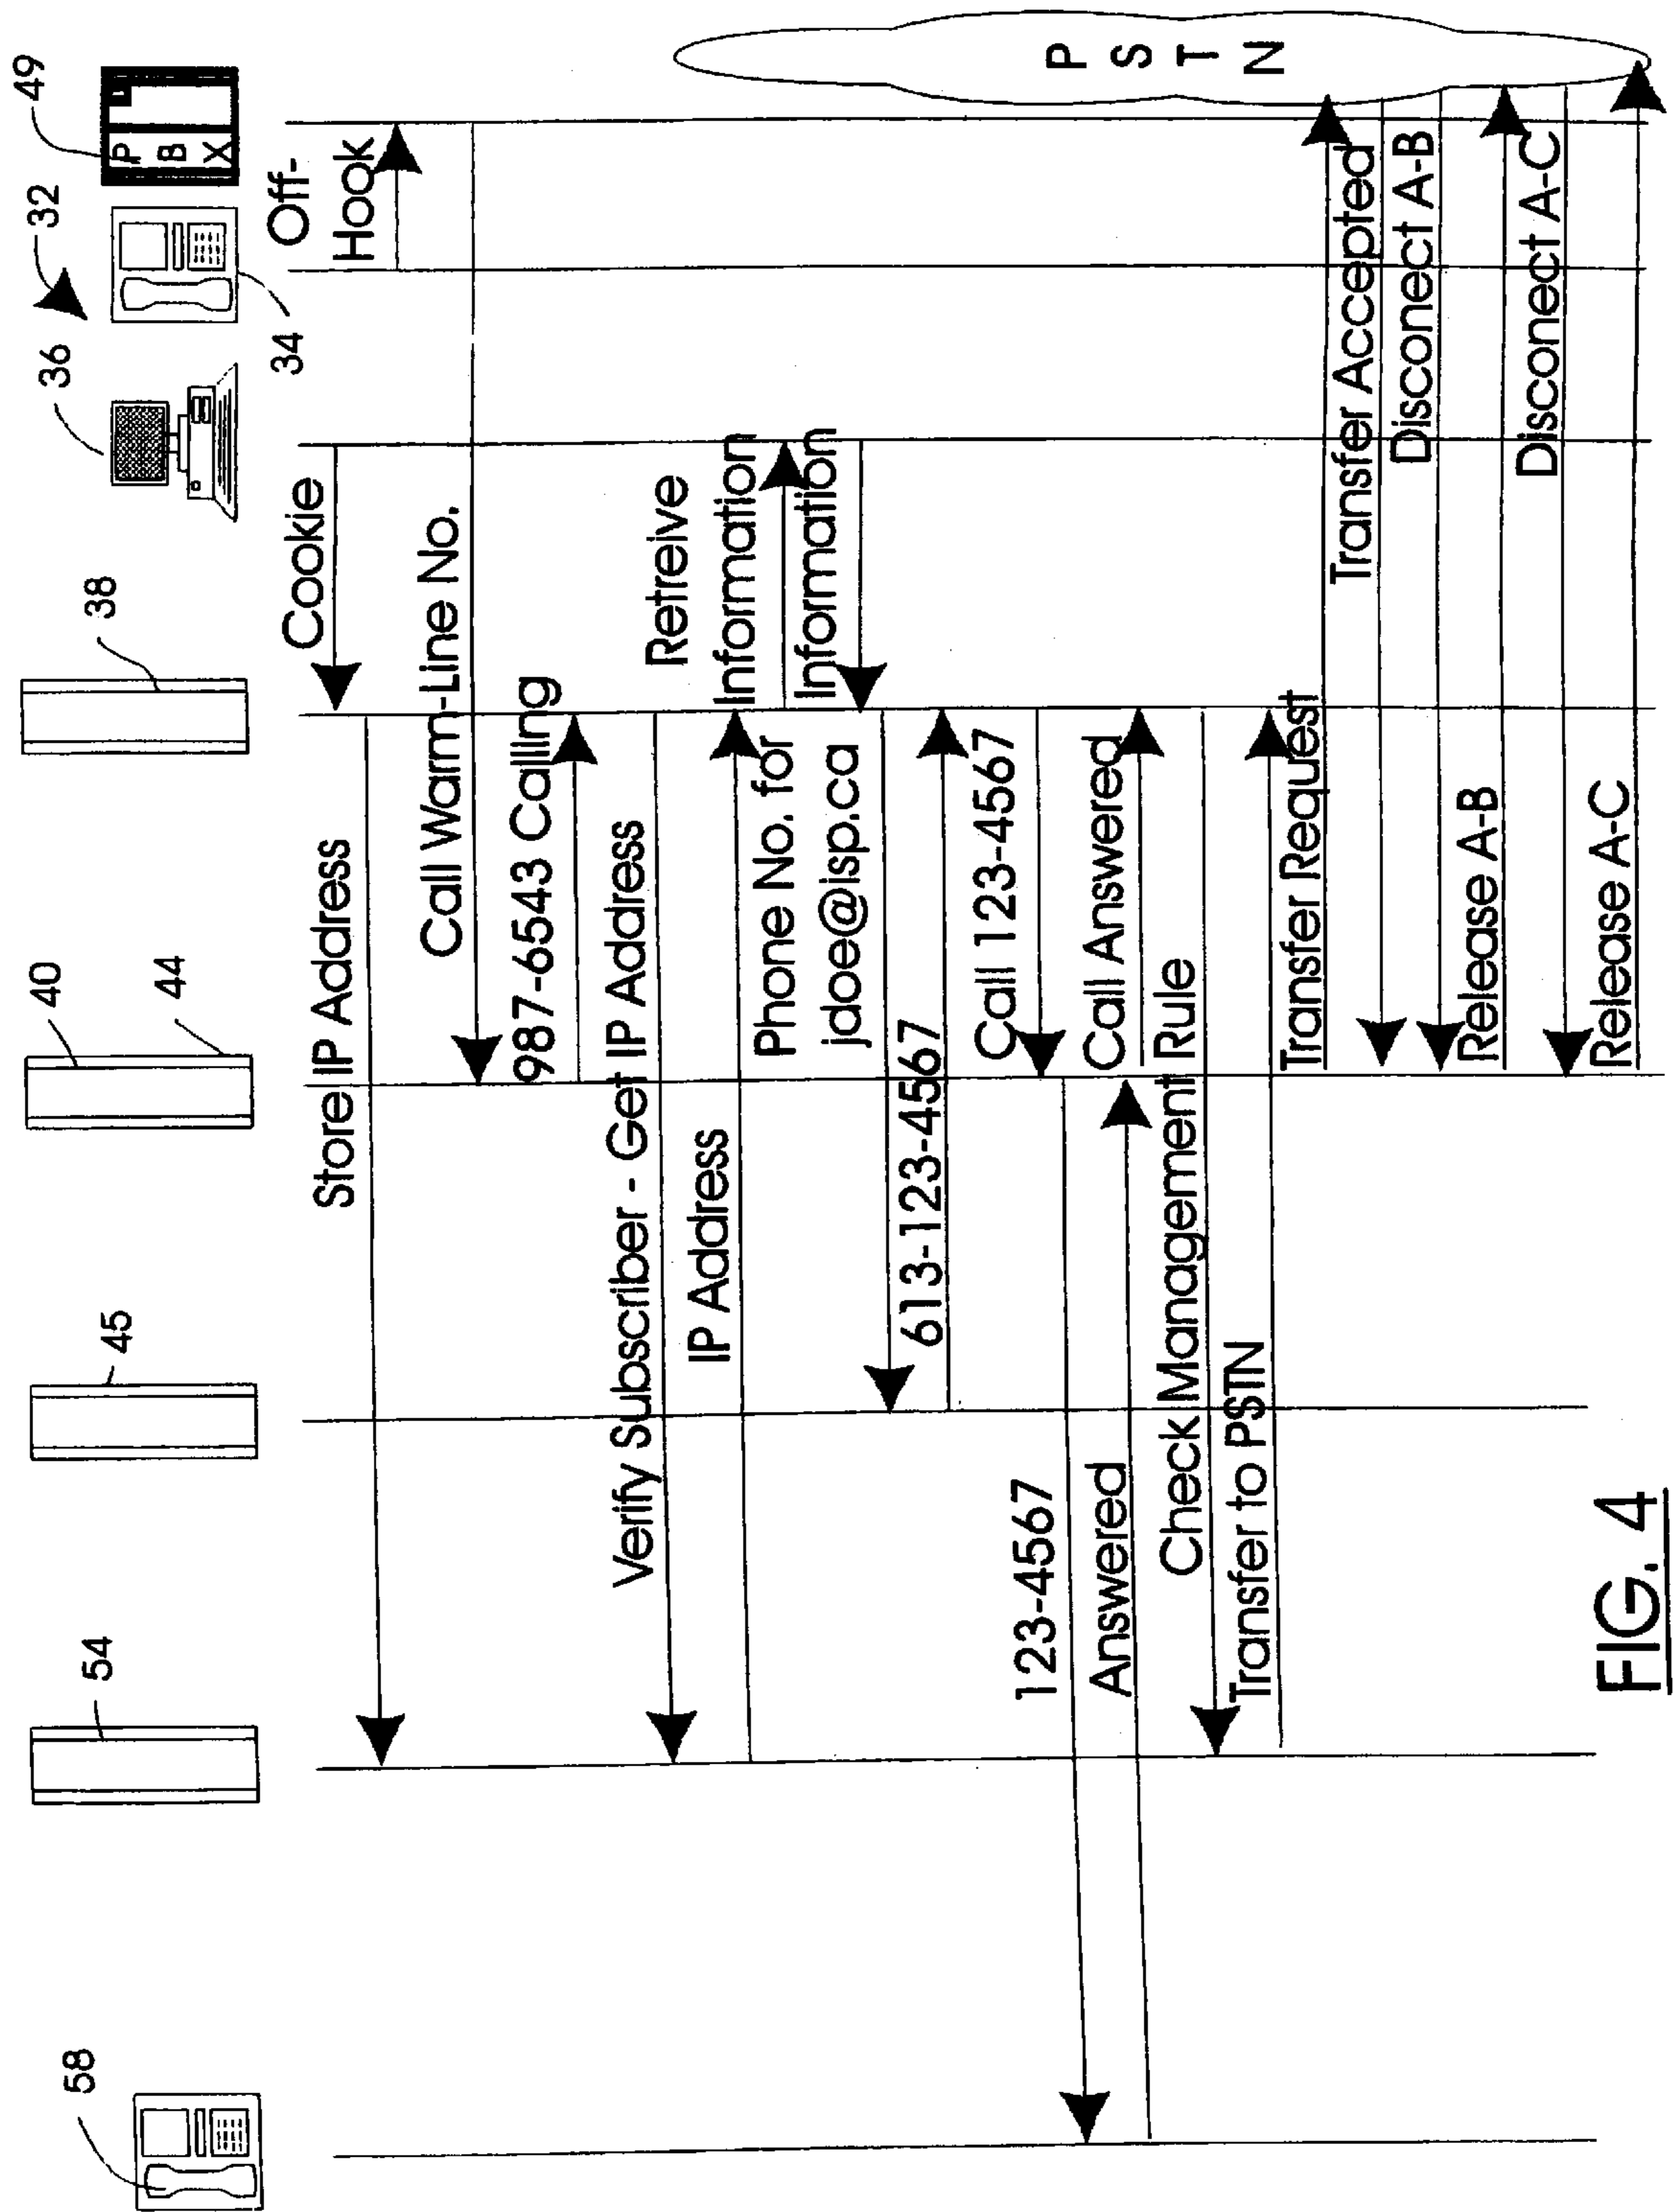 58
54
45
40
44
38
36
32
34
49
P
B
X
Cookie
Store IP Address
Off-
Hook
Call Warm-Line No.
987-6543 Calling
Verify Subscriber - Get IP Address
IP Address
Retreive
Information
Information
Phone No. for
jdoe@isp.ca
613-123-4567
Call 123-4567
123-4567
Answered
Call Answered
Check Management Rule
Transfer to PSTN
Transfer Request
Transfer Accepted
Disconect A-B
Release A-B
Disconect A-C
Release A-C
P
S
T
N
FIG. 4